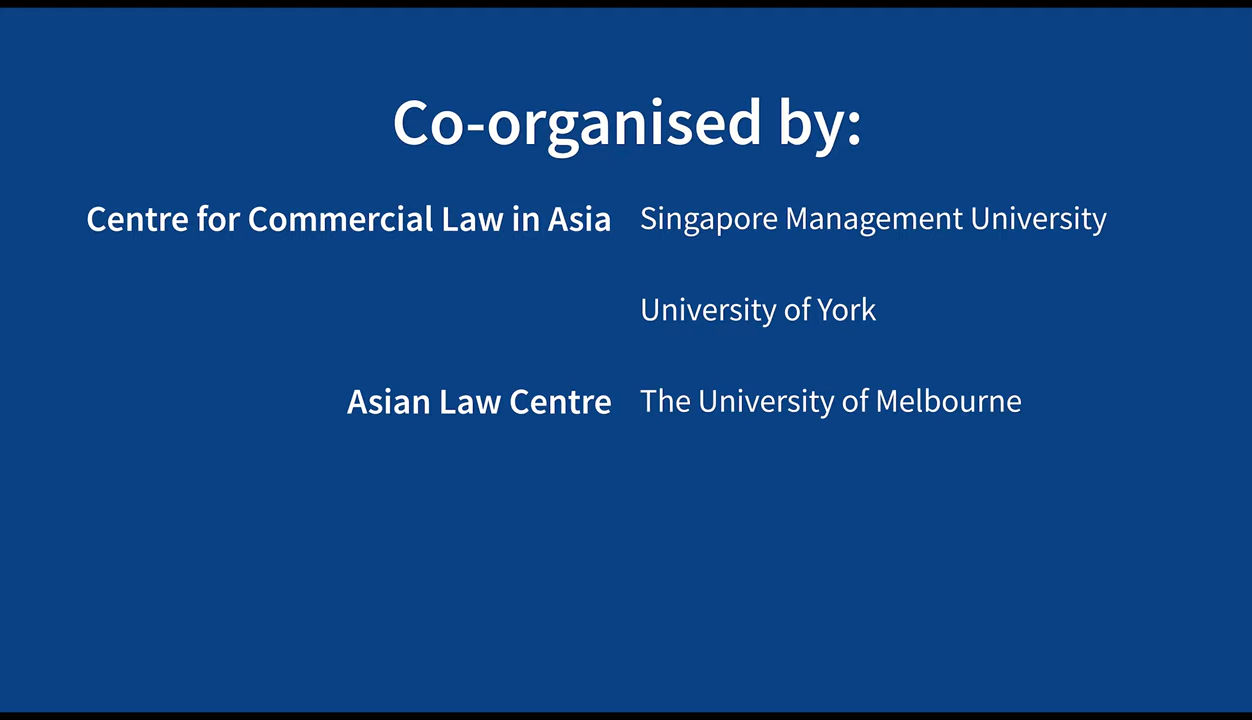 Co-organised by:
Centre for Commercial Law in Asia Singapore Management University
University of York
Asian Law Centre The University of Melbourne